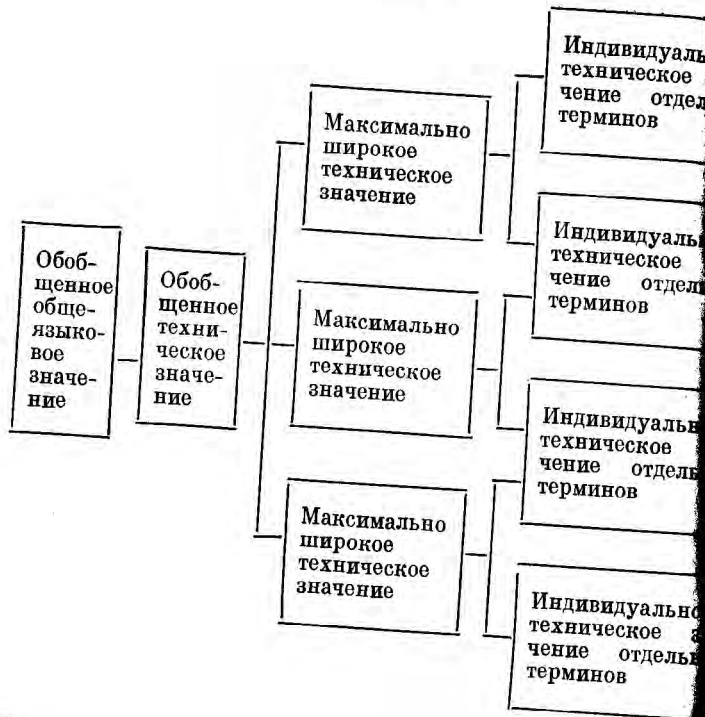 Обоб-
щенное
обще-
языко-
вое
значе-
ние
Обоб-
щенное
техни-
ческое
значе-
ние
Максимально
широкое
техническое
значение
Максимально
широкое
техническое
значение
Максимально
широкое
техническое
значение
Индивидуаль
техническое
чение отдел
терминов
Индивидуаль
техническое
чение отдель
терминов
Индивидуальн
техническое
чение отдель
терминов
Индивидуально
техническое
чение отдельн
терминов